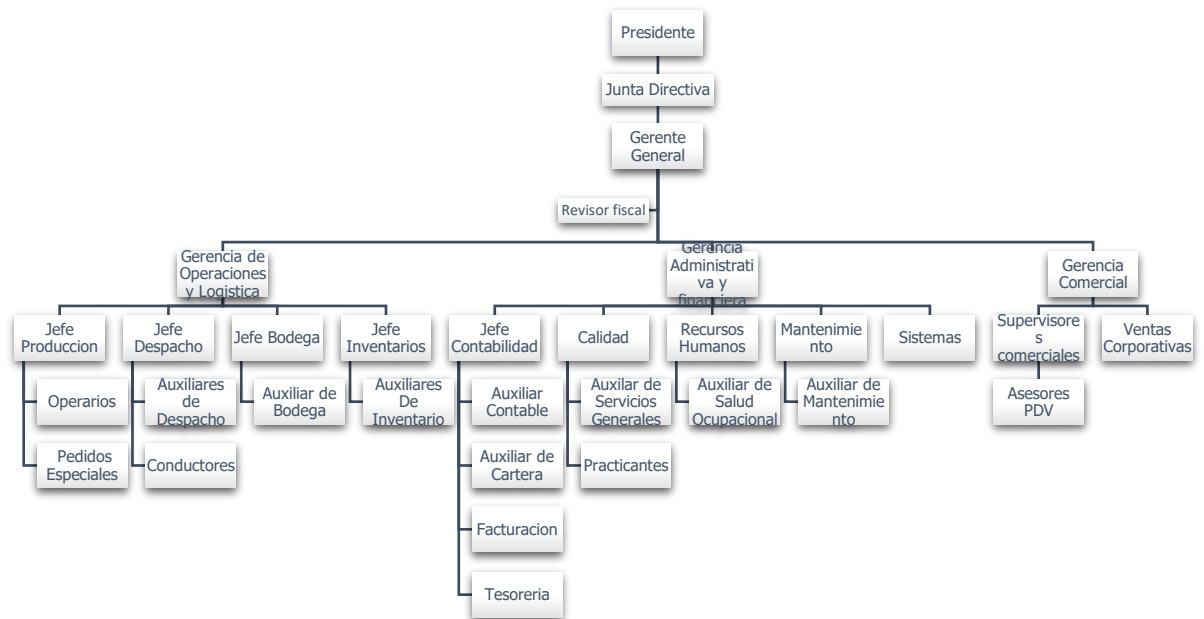 Presidente
Junta Directiva
Gerente
General
Revisor fiscal
Gerencia de
Operaciones
y Logistica
Gerencia
Administrati
va y
financiera
Gerencia
Comercial
Jefe
Produccion
Jefe
Despacho
Jefe Bodega
Jefe
Inventarios
Jefe
Contabilidad
Calidad
Recursos
Humanos
Mantenimie
nto
Sistemas
Supervisore
s
comerciales
Ventas
Corporativas
Operarios
Auxiliares
de
Despacho
Auxiliar de
Bodega
Auxiliares
De
Inventario
Auxiliar
Contable
Auxilar de
Servicios
Generales
Auxiliar de
Salud
Ocupacional
Auxiliar de
Mantenimie
nto
Asesores
PDV
Pedidos
Especiales
Conductores
Auxiliar de
Cartera
Practicantes
Facturacion
Tesoreria